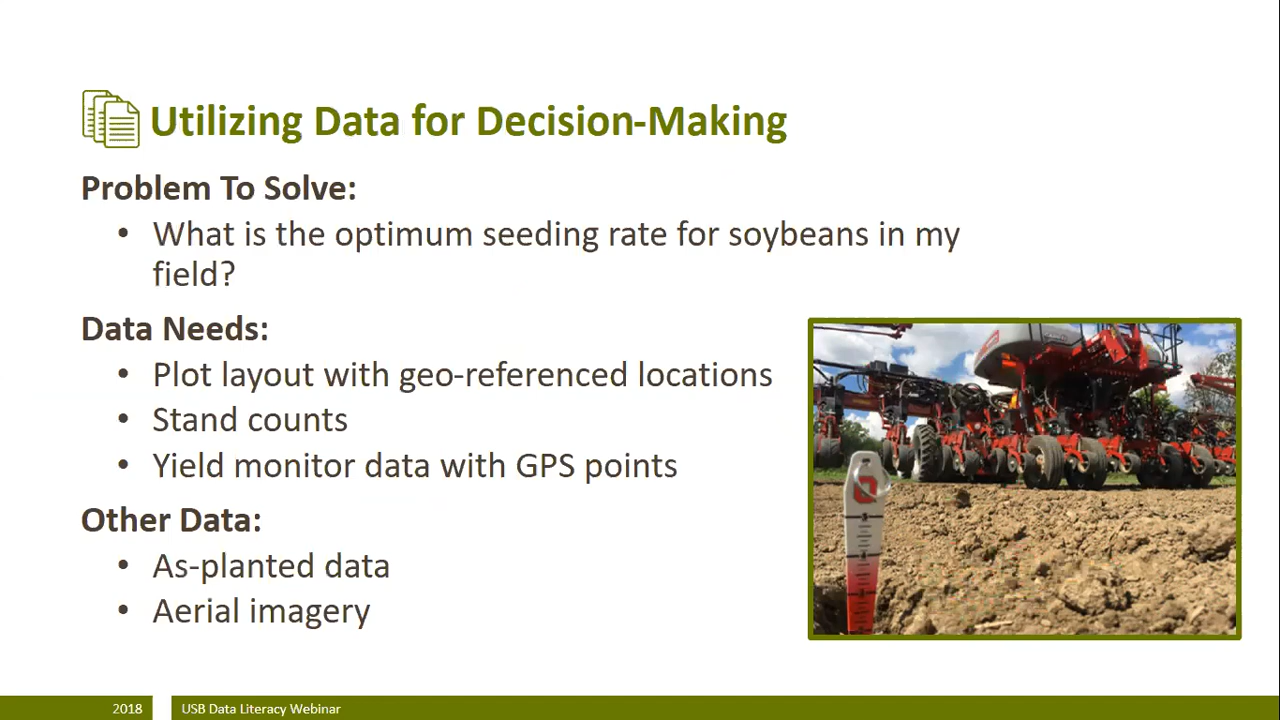 Utilizing Data for Decision-Making
Problem To Solve:
• What is the optimum seeding rate for soybeans in my
field?
Data Needs:
• Plot layout with geo-referenced locations
• Stand counts
• Yield monitor data with GPS points
Other Data:
• As-planted data
• Aerial imagery
2018
USB Data Literacy Webinar